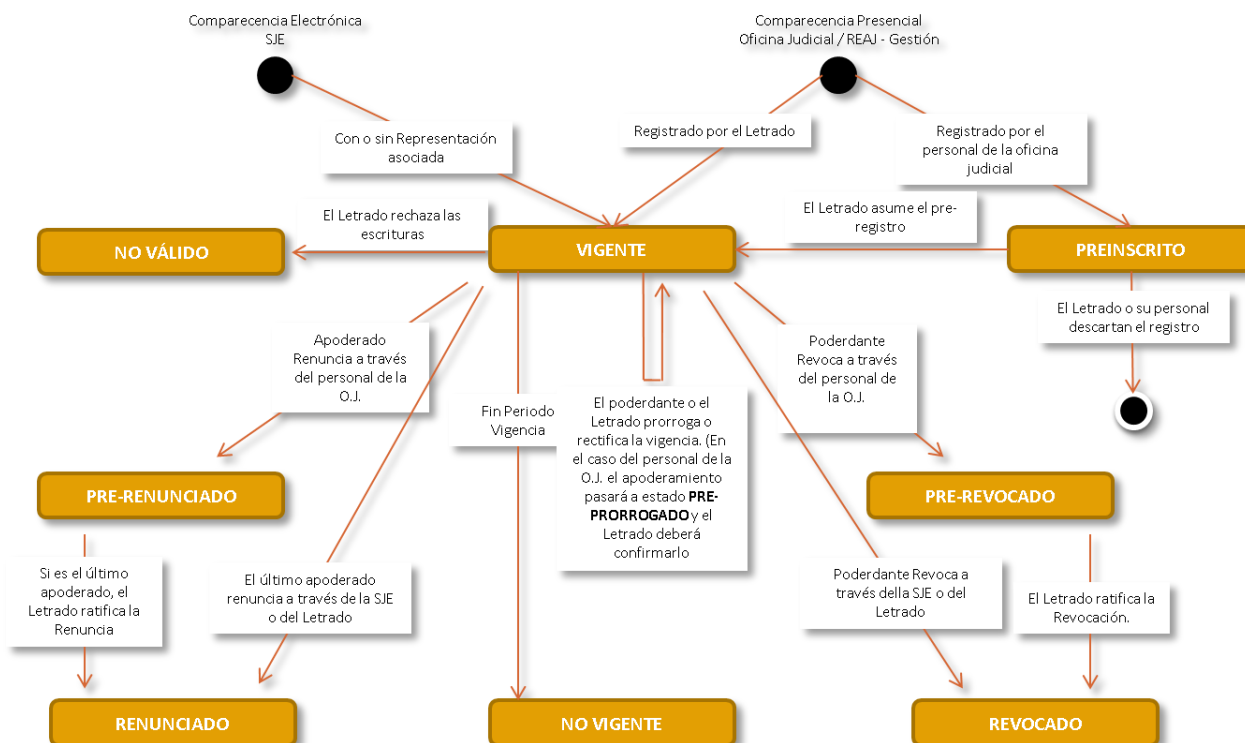 Comparecencia Electrónica
SJE
Comparecencia Presencial
Oficina Judicial / REAJ - Gestión
Con o sin Representación
asociada
Registrado por el Letrado
Registrado por el
personal de la oficina
judicial
El Letrado rechaza las
escrituras
El Letrado asume el pre-
registro
NO VÁLIDO
VIGENTE
PREINSCRITO
El Letrado o su personal
descartan el registro
Apoderado
Renuncia a través
del personal de la
O.J.
Poderdante
Revoca a través
del personal de
la O.J.
Fin Periodo
Vigencia
El poderdante o el
Letrado prorroga o
rectifica la vigencia. (En
el caso del personal de la
O.J. el apoderamiento
pasará a estado PRE-
PRORROGADO y el
Letrado deberá
confirmarlo
PRE-RENUNCIADO
PRE-REVOCADO
Si es el último
apoderado, el
Letrado ratifica la
Renuncia
El último apoderado
renuncia a través de la SJE
o del Letrado
Poderdante Revoca a
través della SJE o del
Letrado
El Letrado ratifica la
Revocación.
RENUNCIADO
NO VIGENTE
REVOCADO